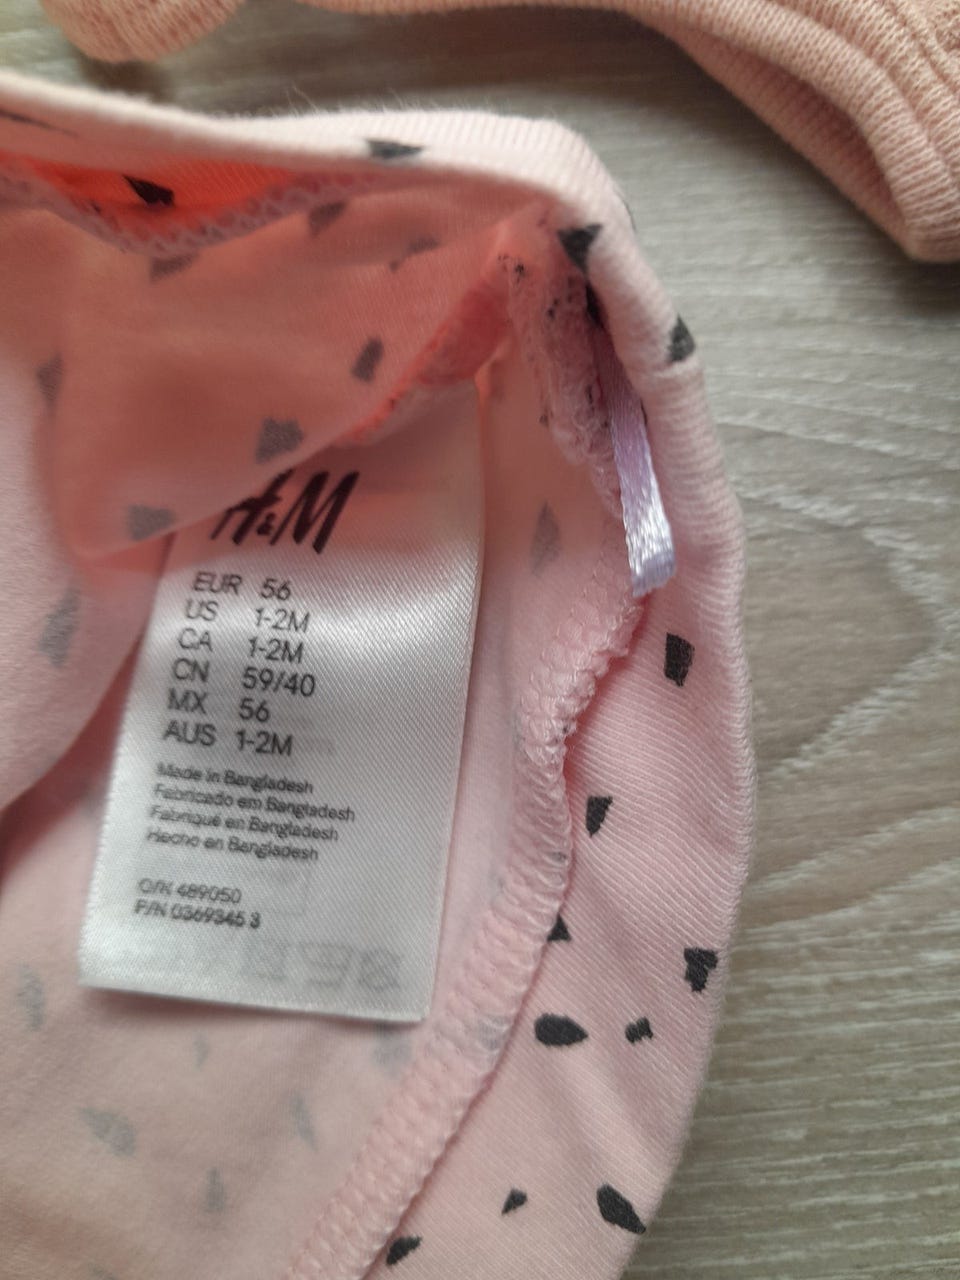 H&M
EUR 56
US 1-2M
CA 1-2M
CN 59/40
MX 56
AUS 1-2M
Made in Bangladesh
Fabricado em Bangladesh
Fabriqué en Bangladesh
Hecho en Bangladesh
O/N 489050
P/N 0369345 3